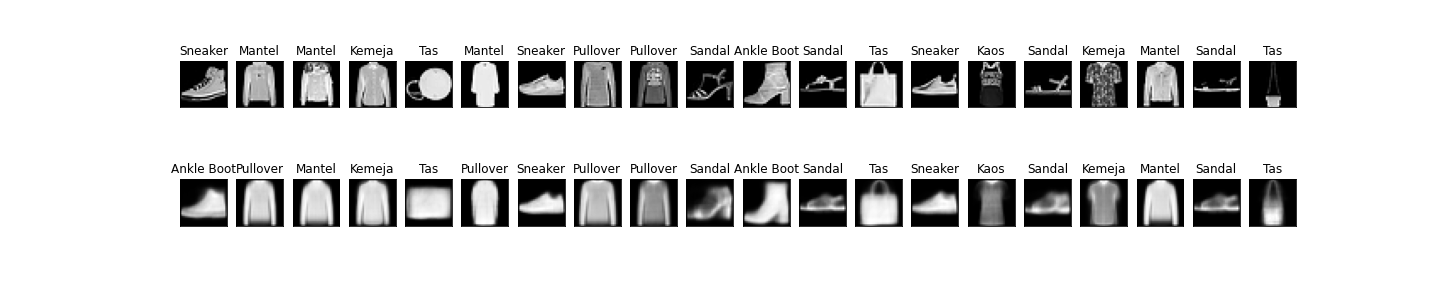 Sneaker Mantel Mantel Kemeja Tas Mantel Sneaker Pullover Pullover Sandal Ankle Boot Sandal Tas Sneaker Kaos Sandal Kemeja Mantel Sandal Tas
Ankle Boot Pullover Mantel Kemeja Tas Pullover Sneaker Pullover Pullover Sandal Ankle Boot Sandal Tas Sneaker Kaos Sandal Kemeja Mantel Sandal Tas